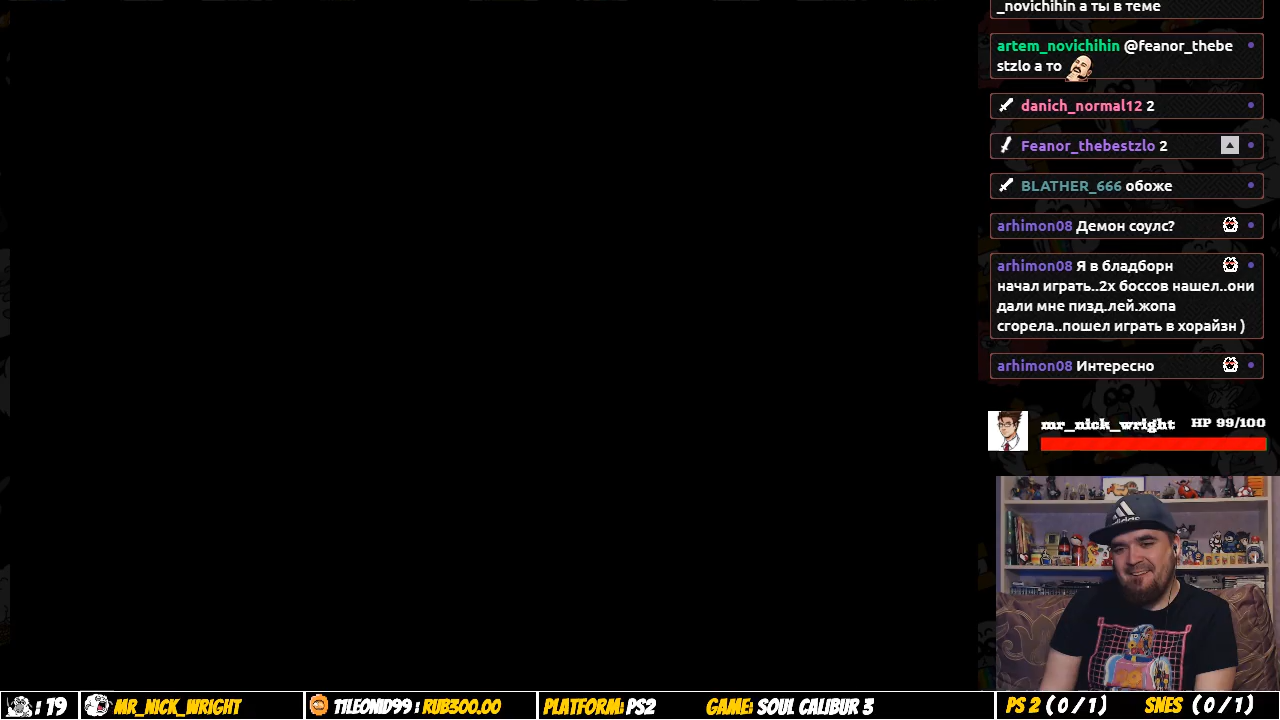 _novichihin а ты в теме
artem_novichihin @feanor_thebe
stzlo а то
danich_normal12 2
Feanor_thebestzlo 2
BLATHER_666 обоже
arhimon08 Демон соулс?
arhimon08 Я в бладборн
начал играть..2х боссов нашел..они
дали мне пизд.лей.жопа
сгорела..пошел играть в хорайзн )
arhimon08 Интересно
mr_nick_wright HP 99/100
adidas
: 19 MR_NICK_WRIGHT TILEONID99 : RUB300.00 PLATFORM: PS2 GAME: SOUL CALIBUR 3 PS 2 ( 0 / 1 ) SNES ( 0 / 1 )